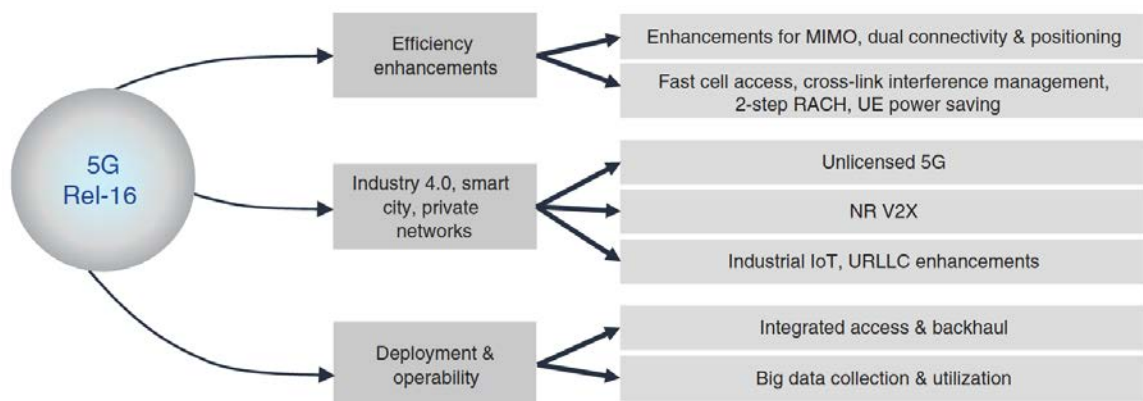 5G
Rel-16
Efficiency
enhancements
Enhancements for MIMO, dual connectivity & positioning
Fast cell access, cross-link interference management,
2-step RACH, UE power saving
Industry 4.0, smart
city, private
networks
Unlicensed 5G
NR V2X
Industrial IoT, URLLC enhancements
Deployment &
operability
Integrated access & backhaul
Big data collection & utilization